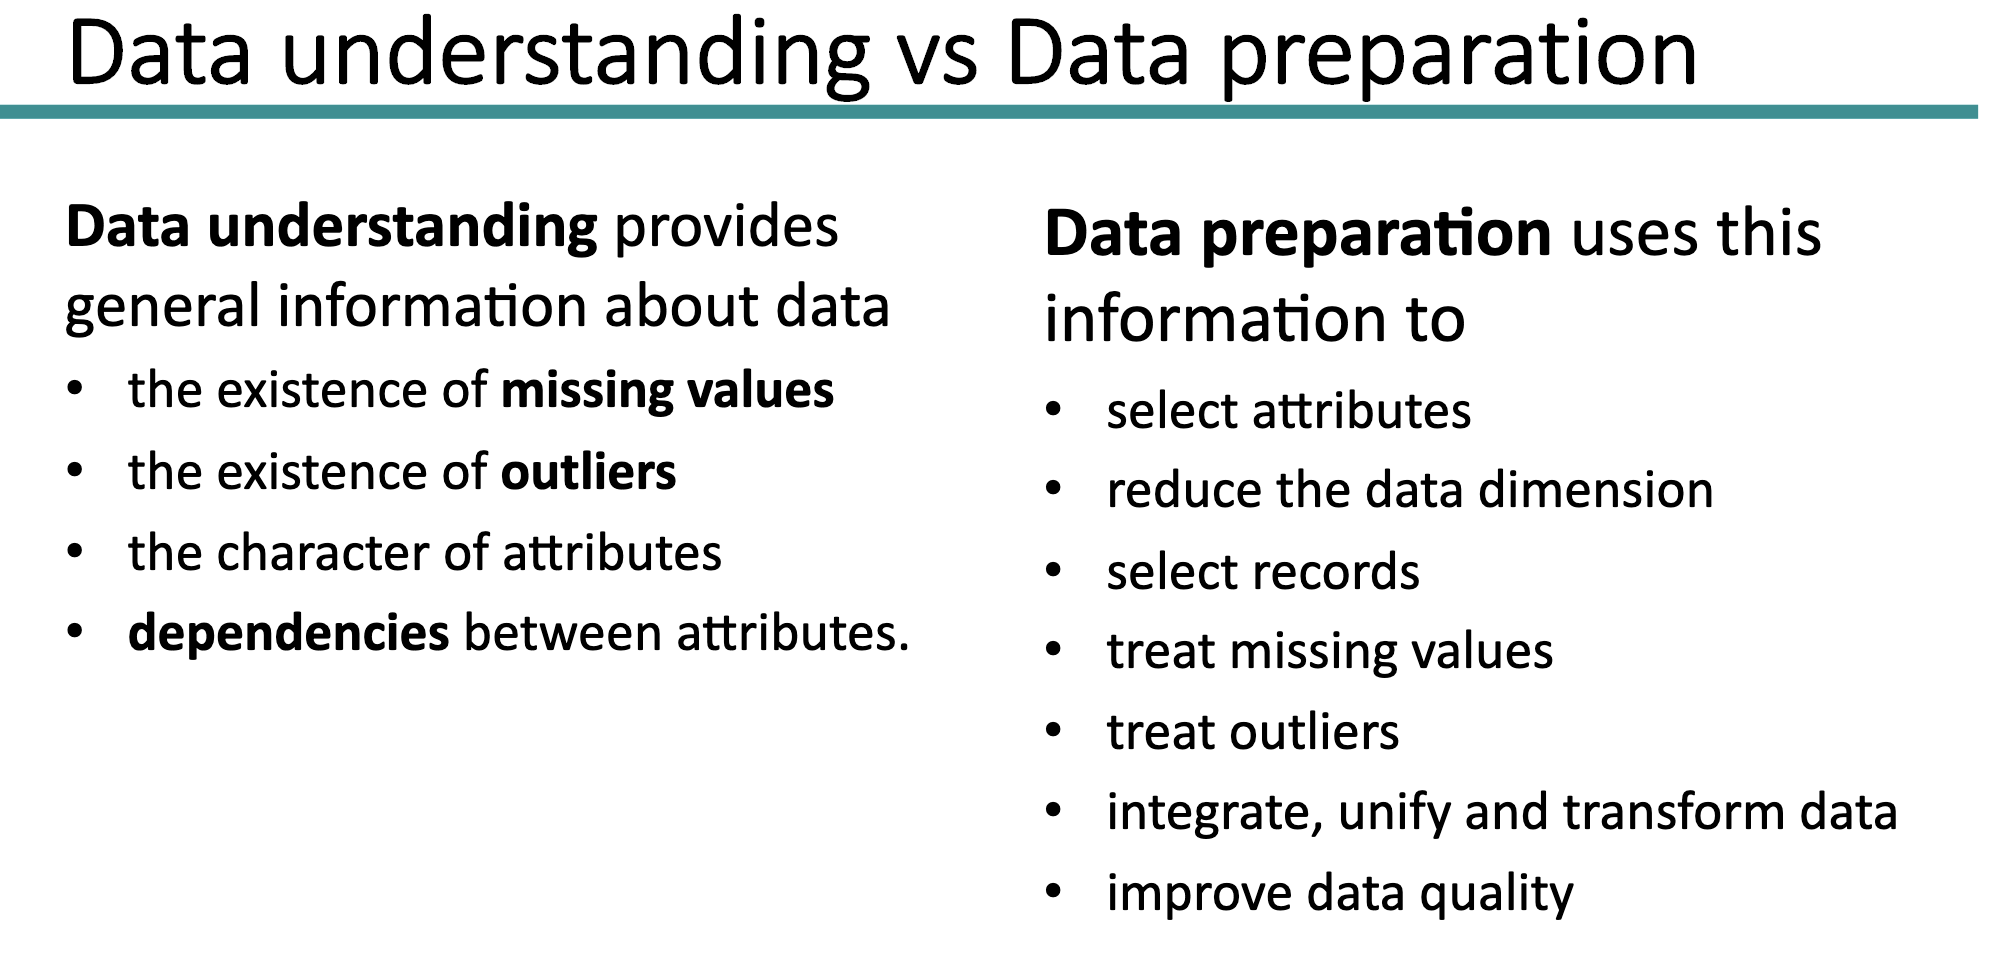 Data understanding vs Data preparation
Data understanding provides
general information about data
• the existence of missing values
• the existence of outliers
• the character of attributes
• dependencies between attributes.
Data preparation uses this
information to
• select attributes
• reduce the data dimension
• select records
• treat missing values
• treat outliers
• integrate, unify and transform data
• improve data quality